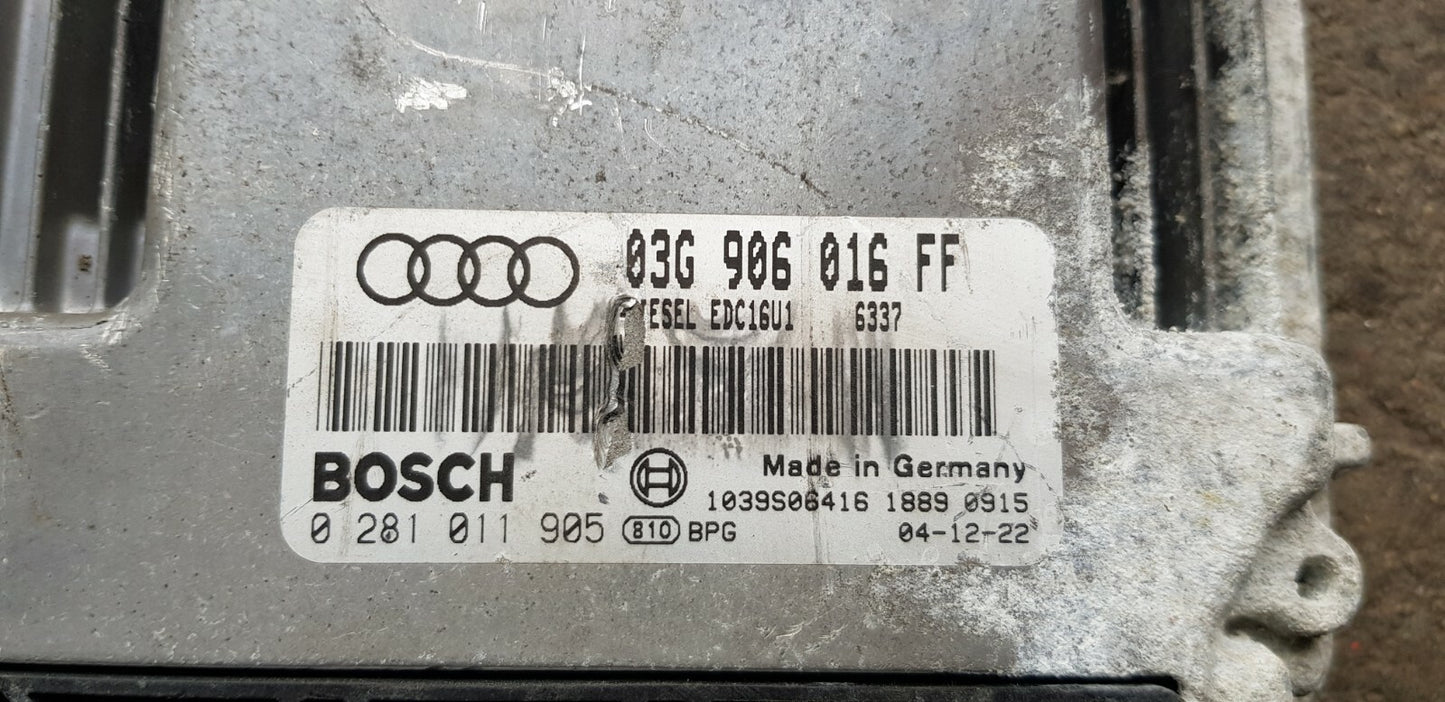 03G 906 016 FF
ESEL EDC16U1 6337
BOSCH
Made in Germany
1039S06416 1889 0915
0 281 011 905 810 BPG 04-12-22